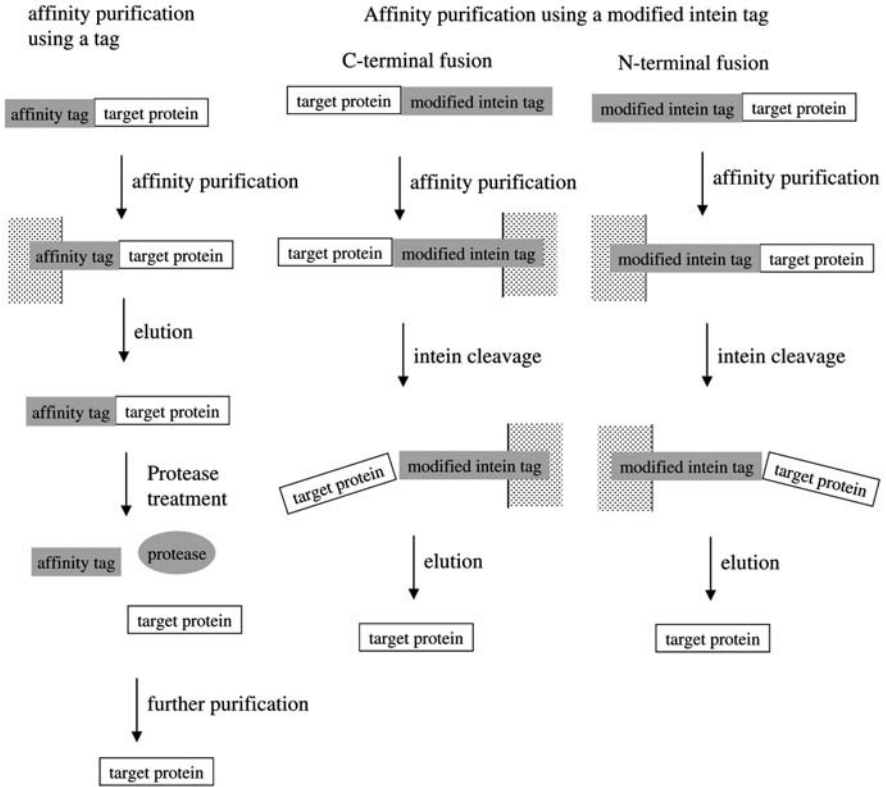 affinity purification
using a tag
affinity tag target protein
affinity purification
affinity tag target protein
elution
affinity tag target protein
Protease
treatment
affinity tag
protease
target protein
further purification
target protein
Affinity purification using a modified intein tag
C-terminal fusion
target protein modified intein tag
affinity purification
target protein modified intein tag
intein cleavage
target protein modified intein tag
elution
target protein
N-terminal fusion
modified intein tag target protein
affinity purification
modified intein tag target protein
intein cleavage
modified intein tag target protein
elution
target protein